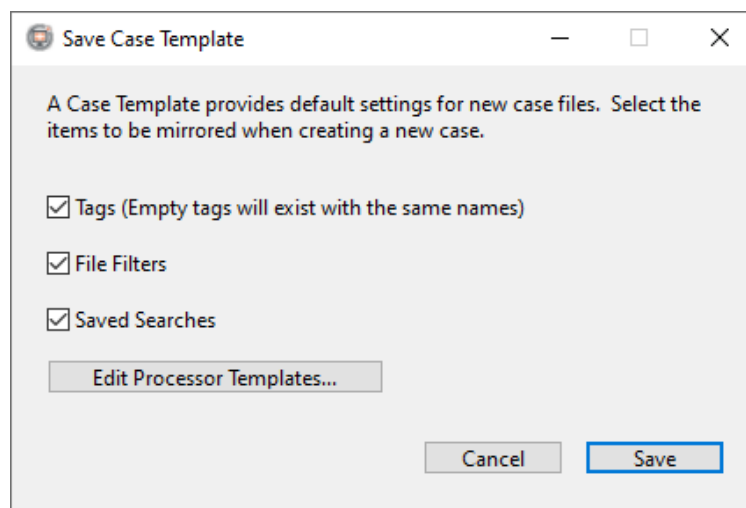 Save Case Template
A Case Template provides default settings for new case files.  Select the
items to be mirrored when creating a new case.
Tags (Empty tags will exist with the same names)
File Filters
Saved Searches
Edit Processor Templates...
Cancel
Save